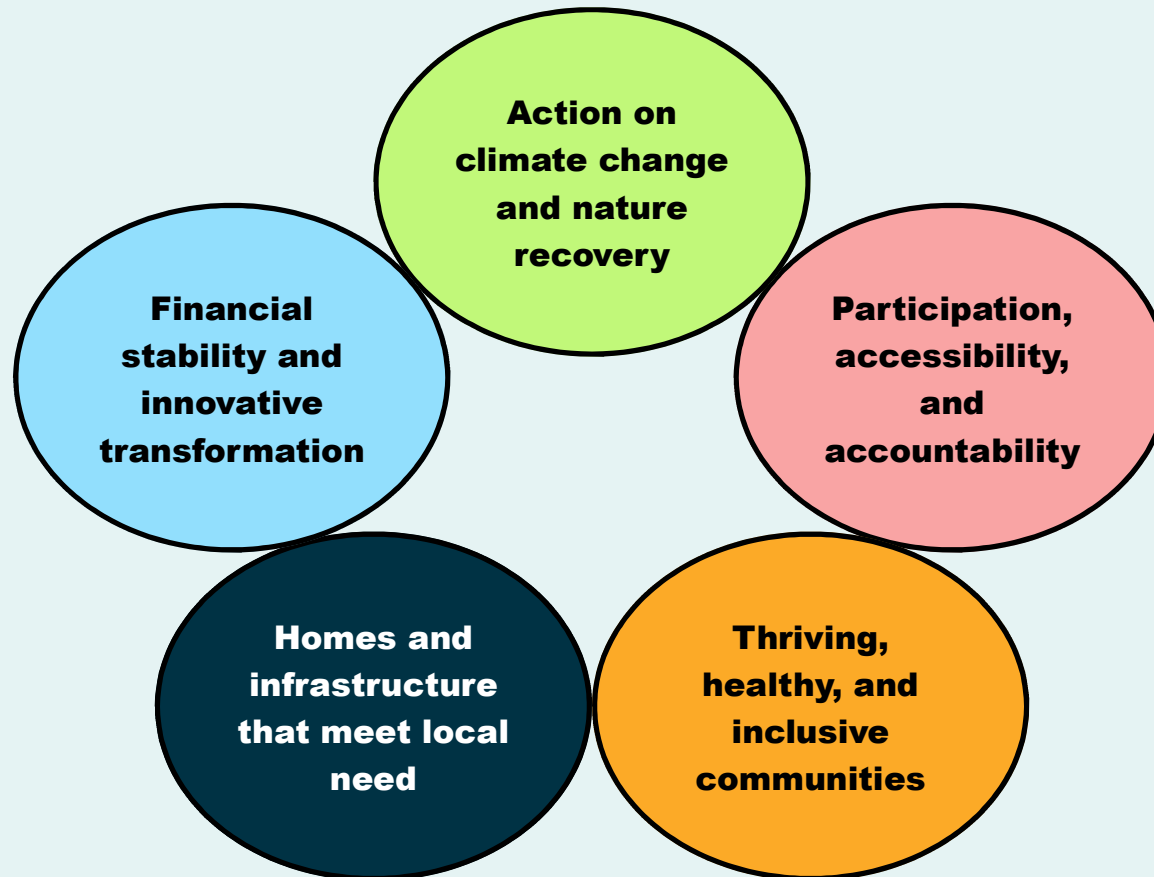 Action on
climate change
and nature
recovery
Participation,
accessibility,
and
accountability
Thriving,
healthy, and
inclusive
communities
Homes and
infrastructure
that meet local
need
Financial
stability and
innovative
transformation